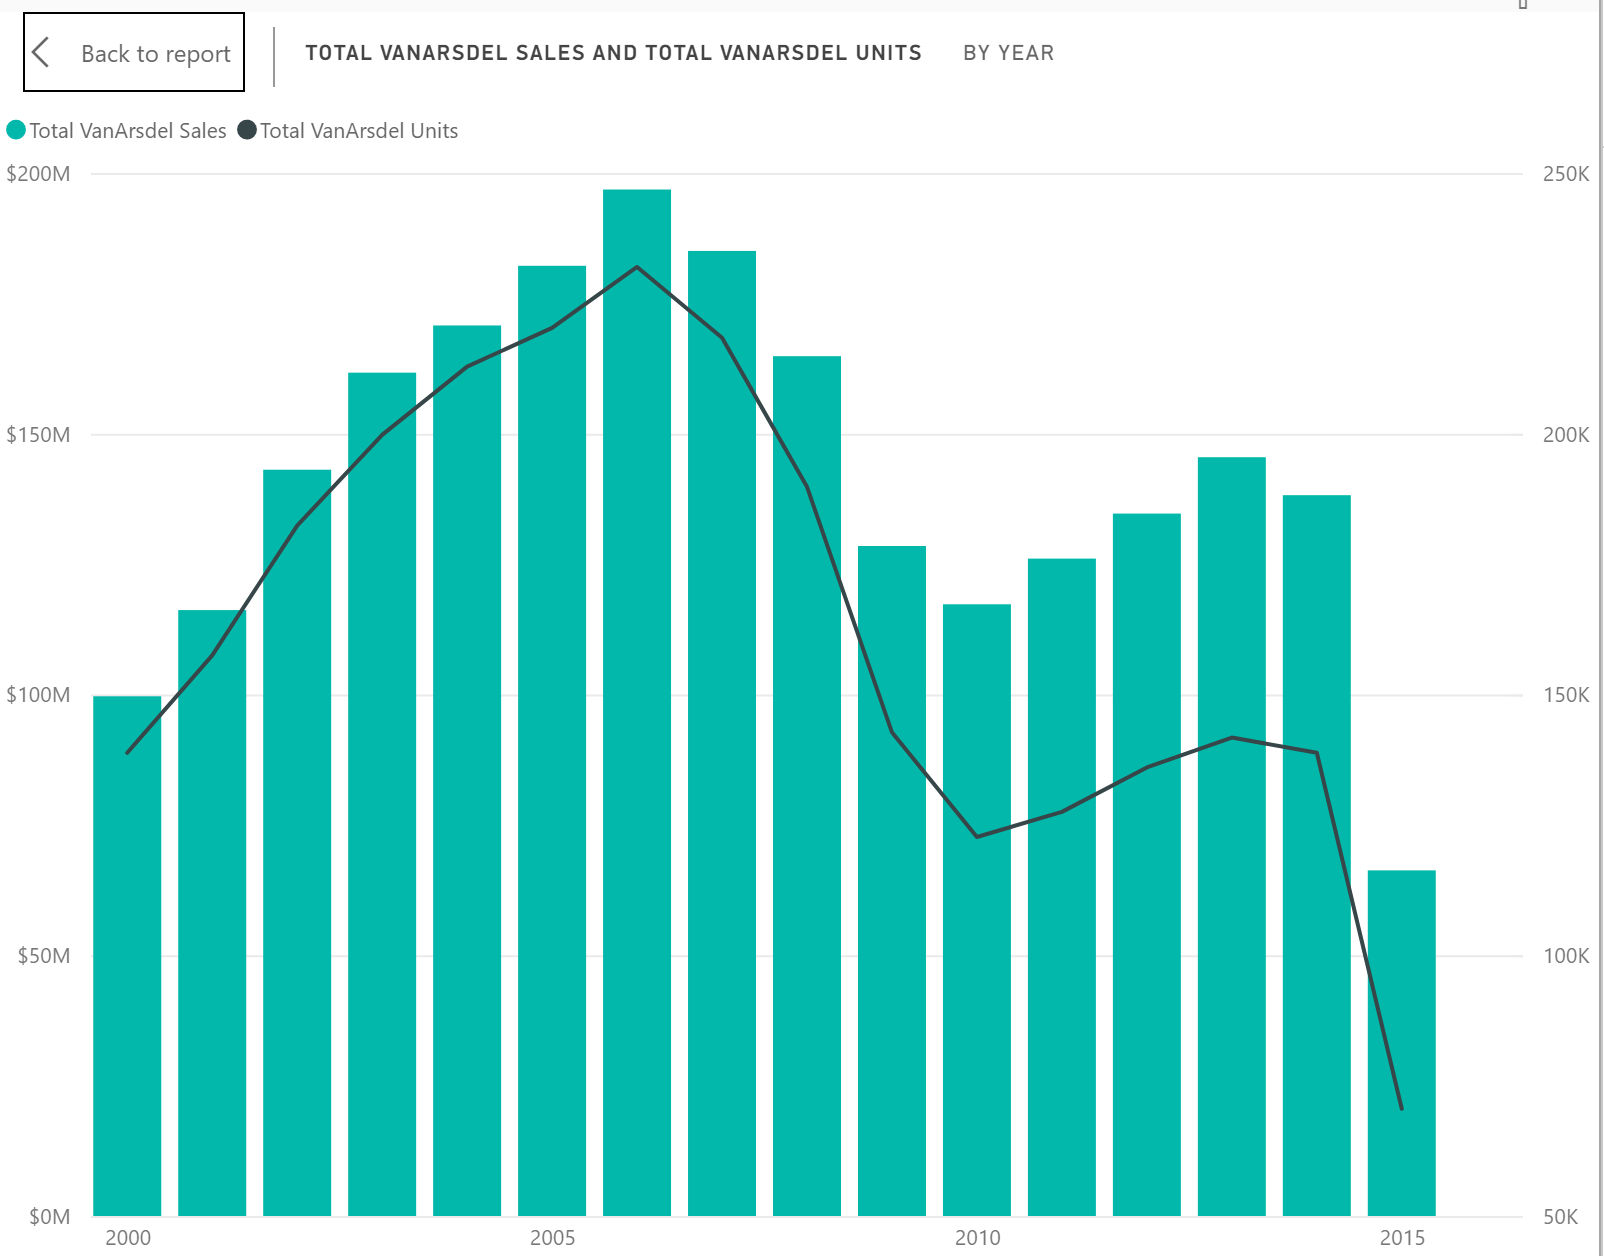 Back to report
TOTAL VANARSDEL SALES AND TOTAL VANARSDEL UNITS BY YEAR
Total VanArsdel Sales Total VanArsdel Units
$200M 250K
$150M 200K
$100M 150K
$50M 100K
$0M 50K
2000 2005 2010 2015